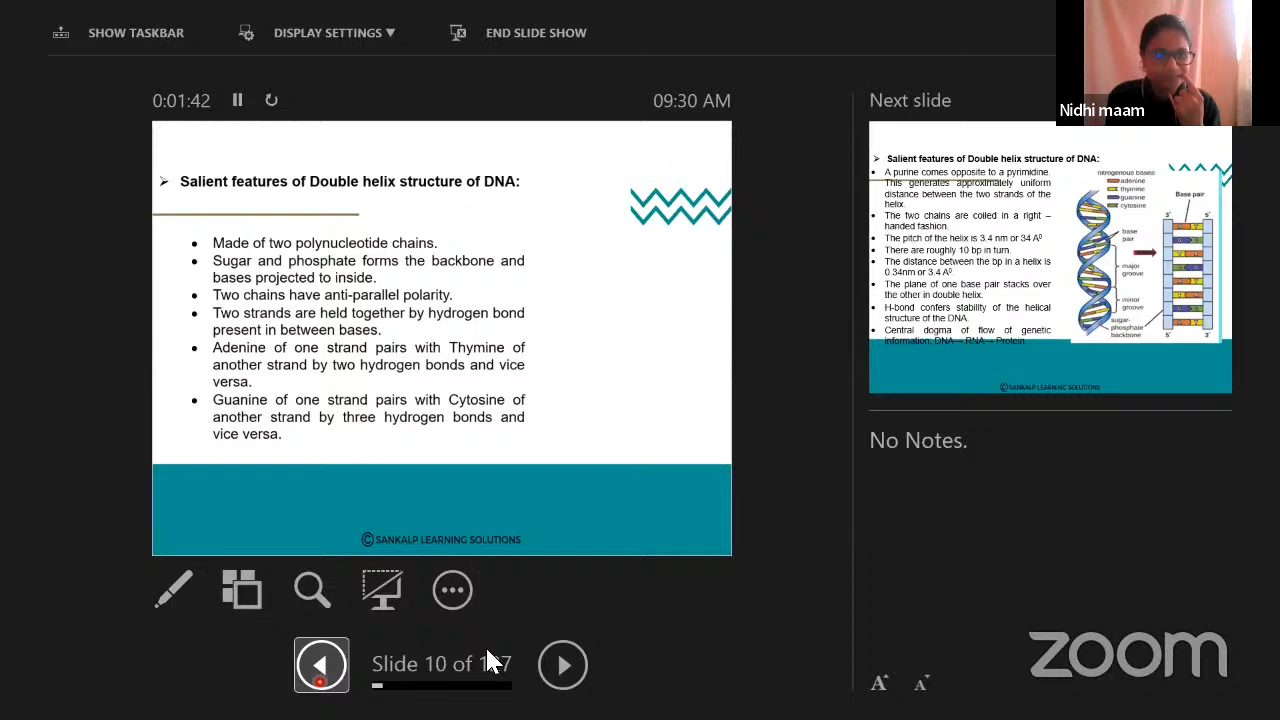 SHOW TASKBAR
DISPLAY SETTINGS ▾
END SLIDE SHOW
0:01:42
09:30 AM
Salient features of Double helix structure of DNA:
Made of two polynucleotide chains.
Sugar and phosphate forms the backbone and
bases projected to inside.
Two chains have anti-parallel polarity.
Two strands are held together by hydrogen bond
present in between bases.
Adenine of one strand pairs with Thymine of
another strand by two hydrogen bonds and vice
versa.
Guanine of one strand pairs with Cytosine of
another strand by three hydrogen bonds and
vice versa.
© SANKALP LEARNING SOLUTIONS
Slide 10 of
Next slide
Nidhi maam
Salient features of Double helix structure of DNA:
A purine comes opposite to a pyrimidine.
This generates approximately uniform
distance between the two strands of the
helix.
The two chains are coiled in a right –
handed fashion.
The pitch of the helix is 3.4 nm or 34 A⁰
There are roughly 10 bp in turn.
The distance between the bp in a helix is
0.34nm or 3.4 A⁰.
The plane of one base pair stacks over
the other in double helix.
H-bond confers stability of the helical
structure of the DNA.
Central dogma of flow of genetic
information: DNA→ RNA→ Protein
nitrogenous bases:
adenine
thymine
guanine
cytosine
base
pair
major
groove
minor
groove
sugar-
phosphate
backbone
Base pair
3' 5'
5' 3'
© SANKALP LEARNING SOLUTIONS
No Notes.
A A
zoom